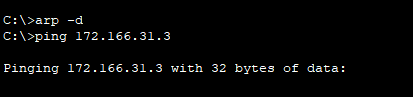 C:\>arp -d
C:\>ping 172.166.31.3
Pinging 172.166.31.3 with 32 bytes of data: